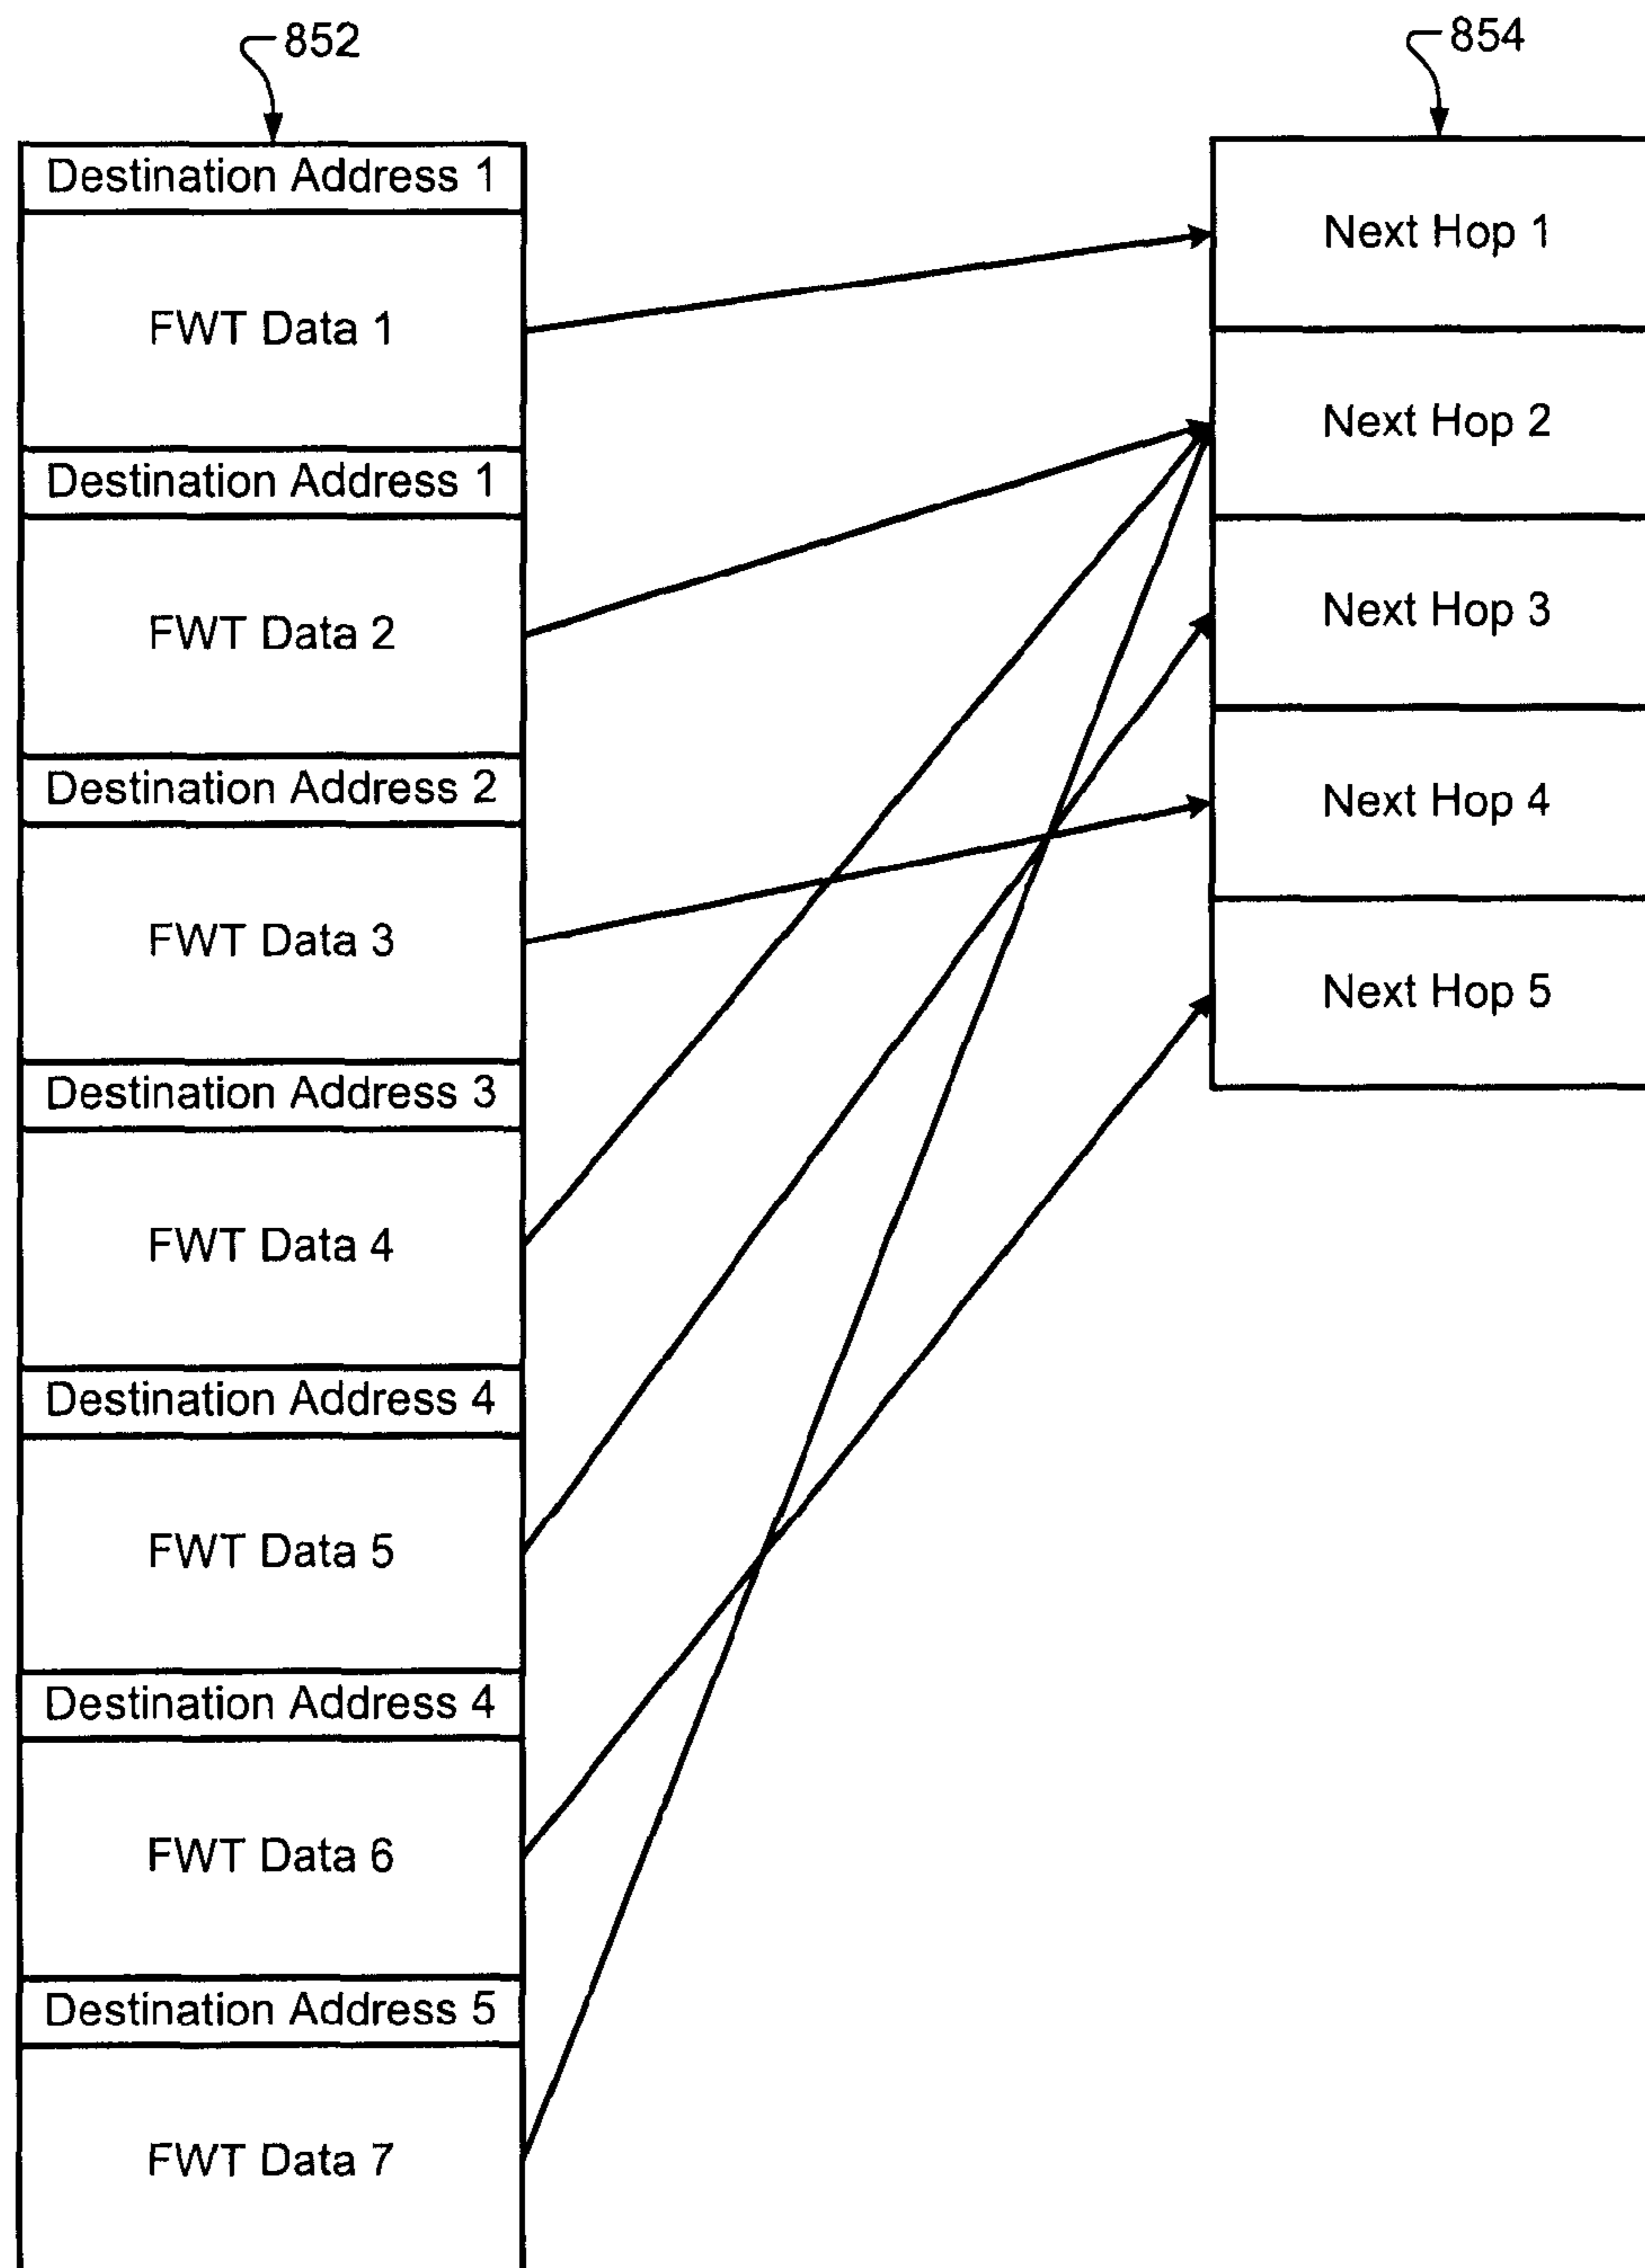 852
Destination Address 1
FWT Data 1
Destination Address 1
FWT Data 2
Destination Address 2
FWT Data 3
Destination Address 3
FWT Data 4
Destination Address 4
FWT Data 5
Destination Address 4
FWT Data 6
Destination Address 5
FWT Data 7
854
Next Hop 1
Next Hop 2
Next Hop 3
Next Hop 4
Next Hop 5